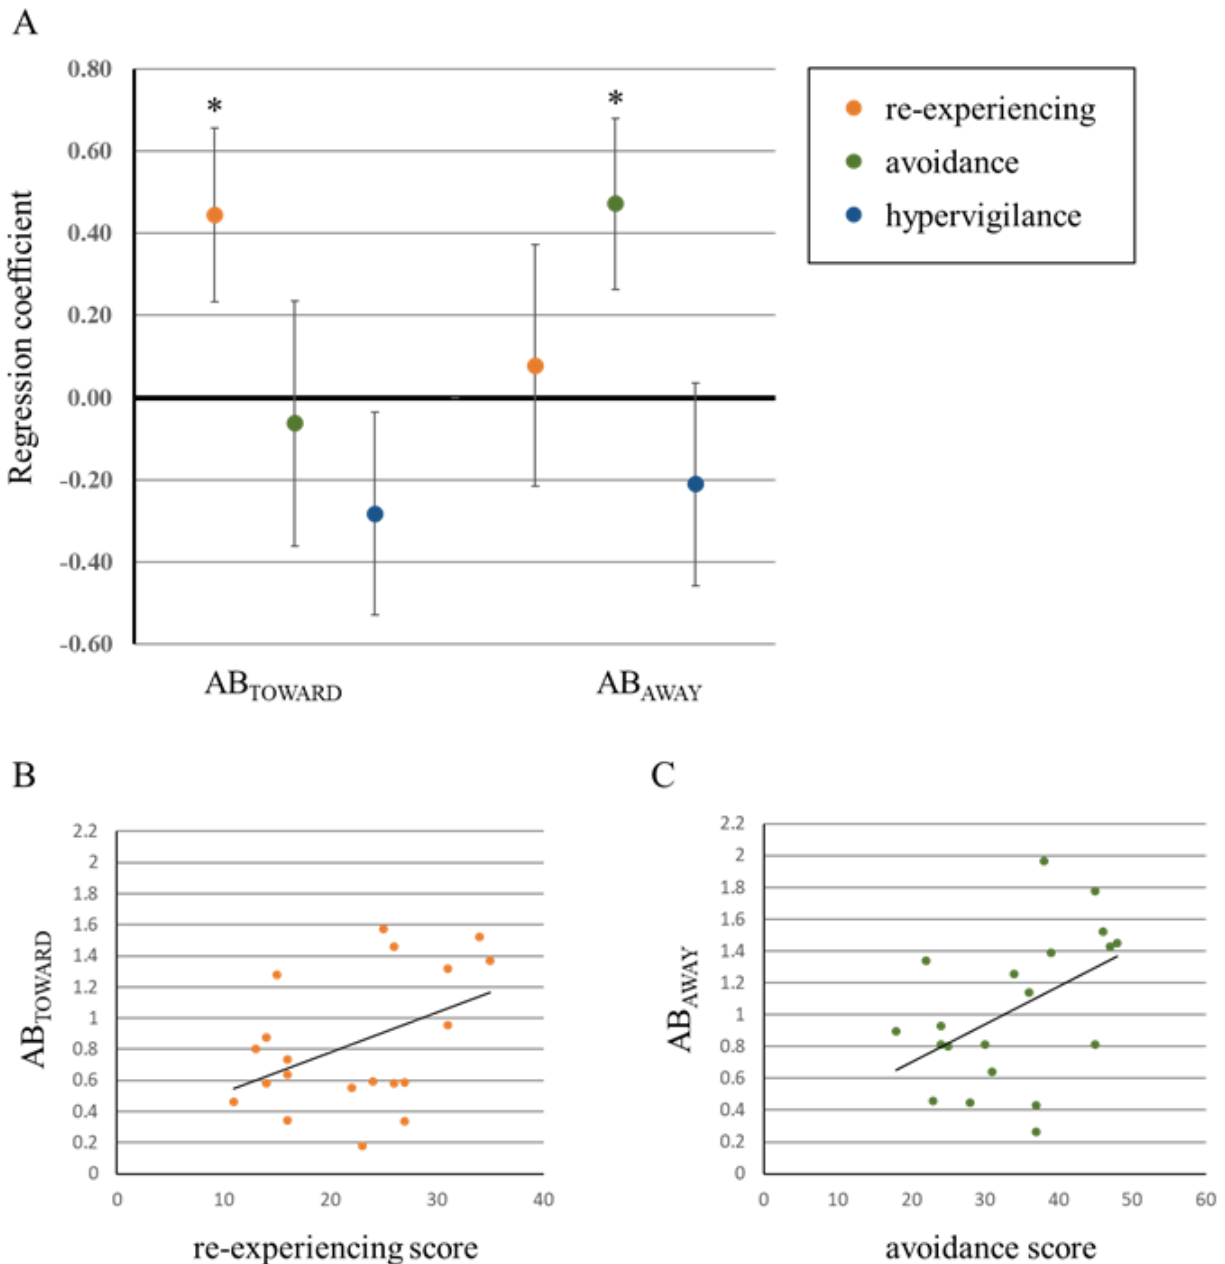 A
0.80
0.60
0.40
0.20
0.00
-0.20
-0.40
-0.60
Regression coefficient
*
*
re-experiencing
avoidance
hypervigilance
AB_TOWARD
AB_AWAY
B
2.2
2
1.8
1.6
1.4
1.2
1
0.8
0.6
0.4
0.2
0
AB_TOWARD
0 10 20 30 40
re-experiencing score
C
2.2
2
1.8
1.6
1.4
1.2
1
0.8
0.6
0.4
0.2
0
AB_AWAY
0 10 20 30 40 50 60
avoidance score